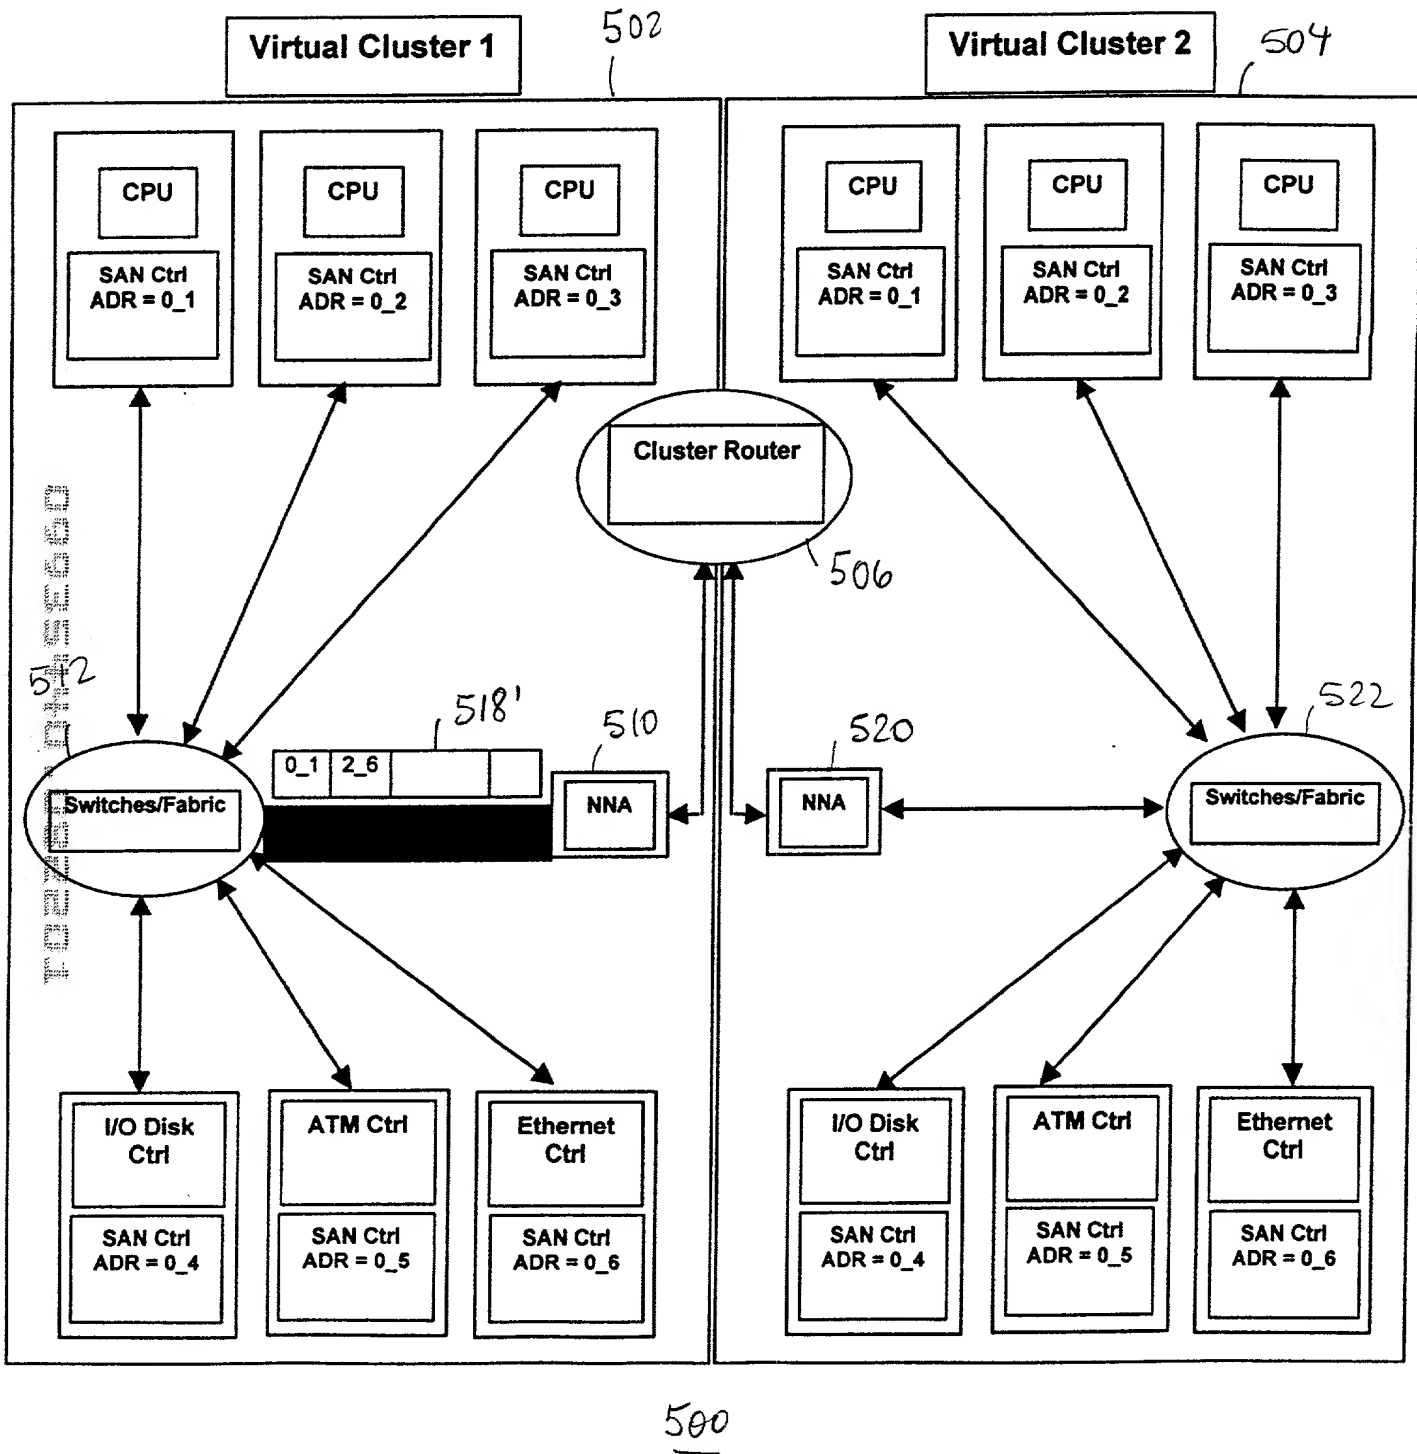 Virtual Cluster 1
502
Virtual Cluster 2
504
CPU
SAN Ctrl
ADR = 0_1
CPU
SAN Ctrl
ADR = 0_2
CPU
SAN Ctrl
ADR = 0_3
CPU
SAN Ctrl
ADR = 0_1
CPU
SAN Ctrl
ADR = 0_2
CPU
SAN Ctrl
ADR = 0_3
Cluster Router
506
512
518'
510
520
522
0_1
2_6
NNA
NNA
Switches/Fabric
Switches/Fabric
I/O Disk
Ctrl
SAN Ctrl
ADR = 0_4
ATM Ctrl
SAN Ctrl
ADR = 0_5
Ethernet
Ctrl
SAN Ctrl
ADR = 0_6
I/O Disk
Ctrl
SAN Ctrl
ADR = 0_4
ATM Ctrl
SAN Ctrl
ADR = 0_5
Ethernet
Ctrl
SAN Ctrl
ADR = 0_6
500